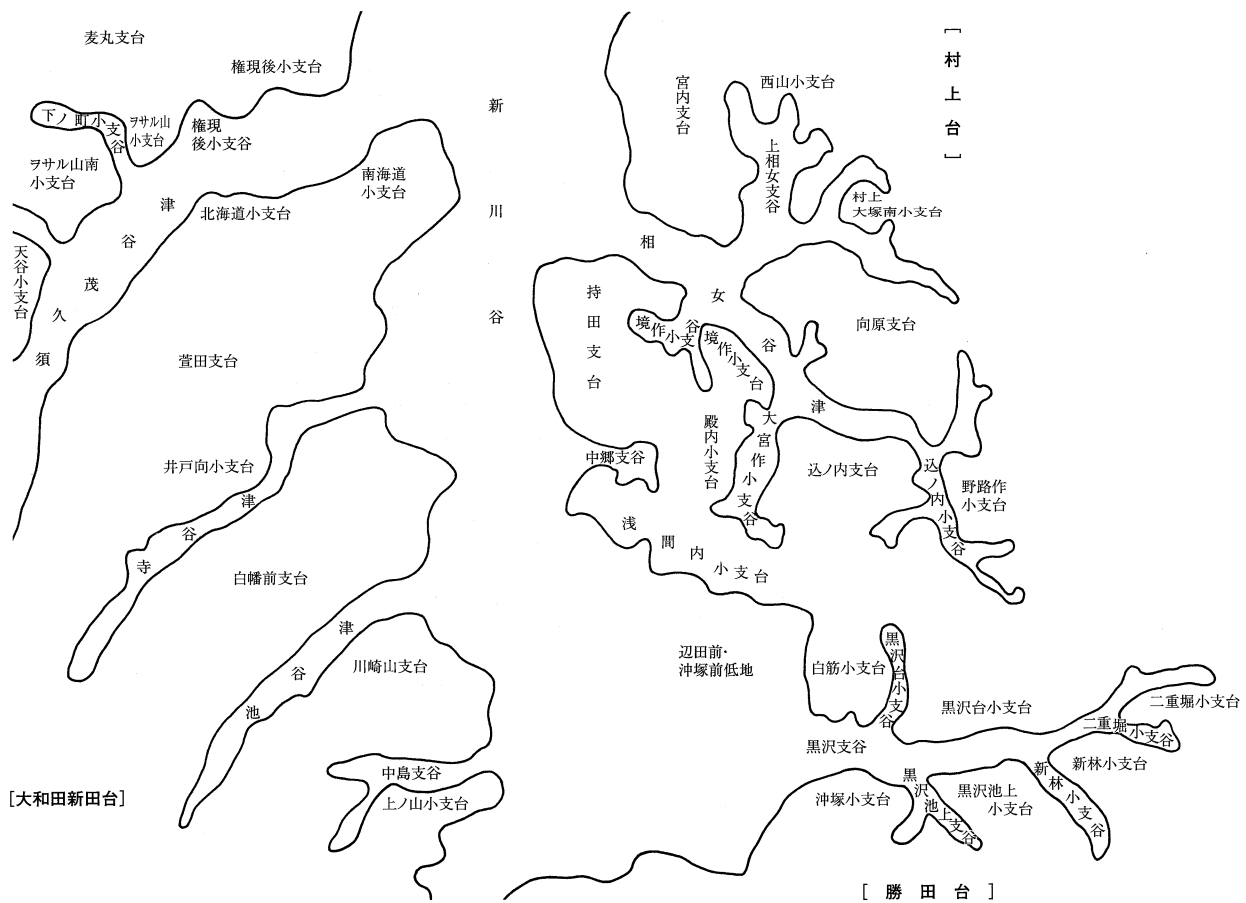 麦丸支台
権現後小支台
下ノ町小支谷
ヲサル山
小支台
権現
後小支谷
ヲサル山南
小支台
天谷小支台
須久茂谷津
北海道小支台
南海道
小支台
萱田支台
井戸向小支台
寺谷津
白幡前支台
池谷津
川崎山支台
中島支谷
上ノ山小支台
[大和田新田台]
新川谷
宮内支台
西山小支台
上相女支谷
村上
大塚南小支台
[村上台]
相女谷津
持田支台
境作小支谷
境作小支台
向原支台
大宮作小支谷
殿内小支台
込ノ内支台
込ノ内小支谷
野路作
小支台
中郷支谷
浅間内小支台
辺田前・
沖塚前低地
白筋小支台
黒沢台小支谷
黒沢台小支台
二重堀小支台
二重堀小支谷
黒沢支谷
新林小支台
新林小支谷
沖塚小支台
黒沢池上支谷
黒沢池上
小支台
[勝田台]